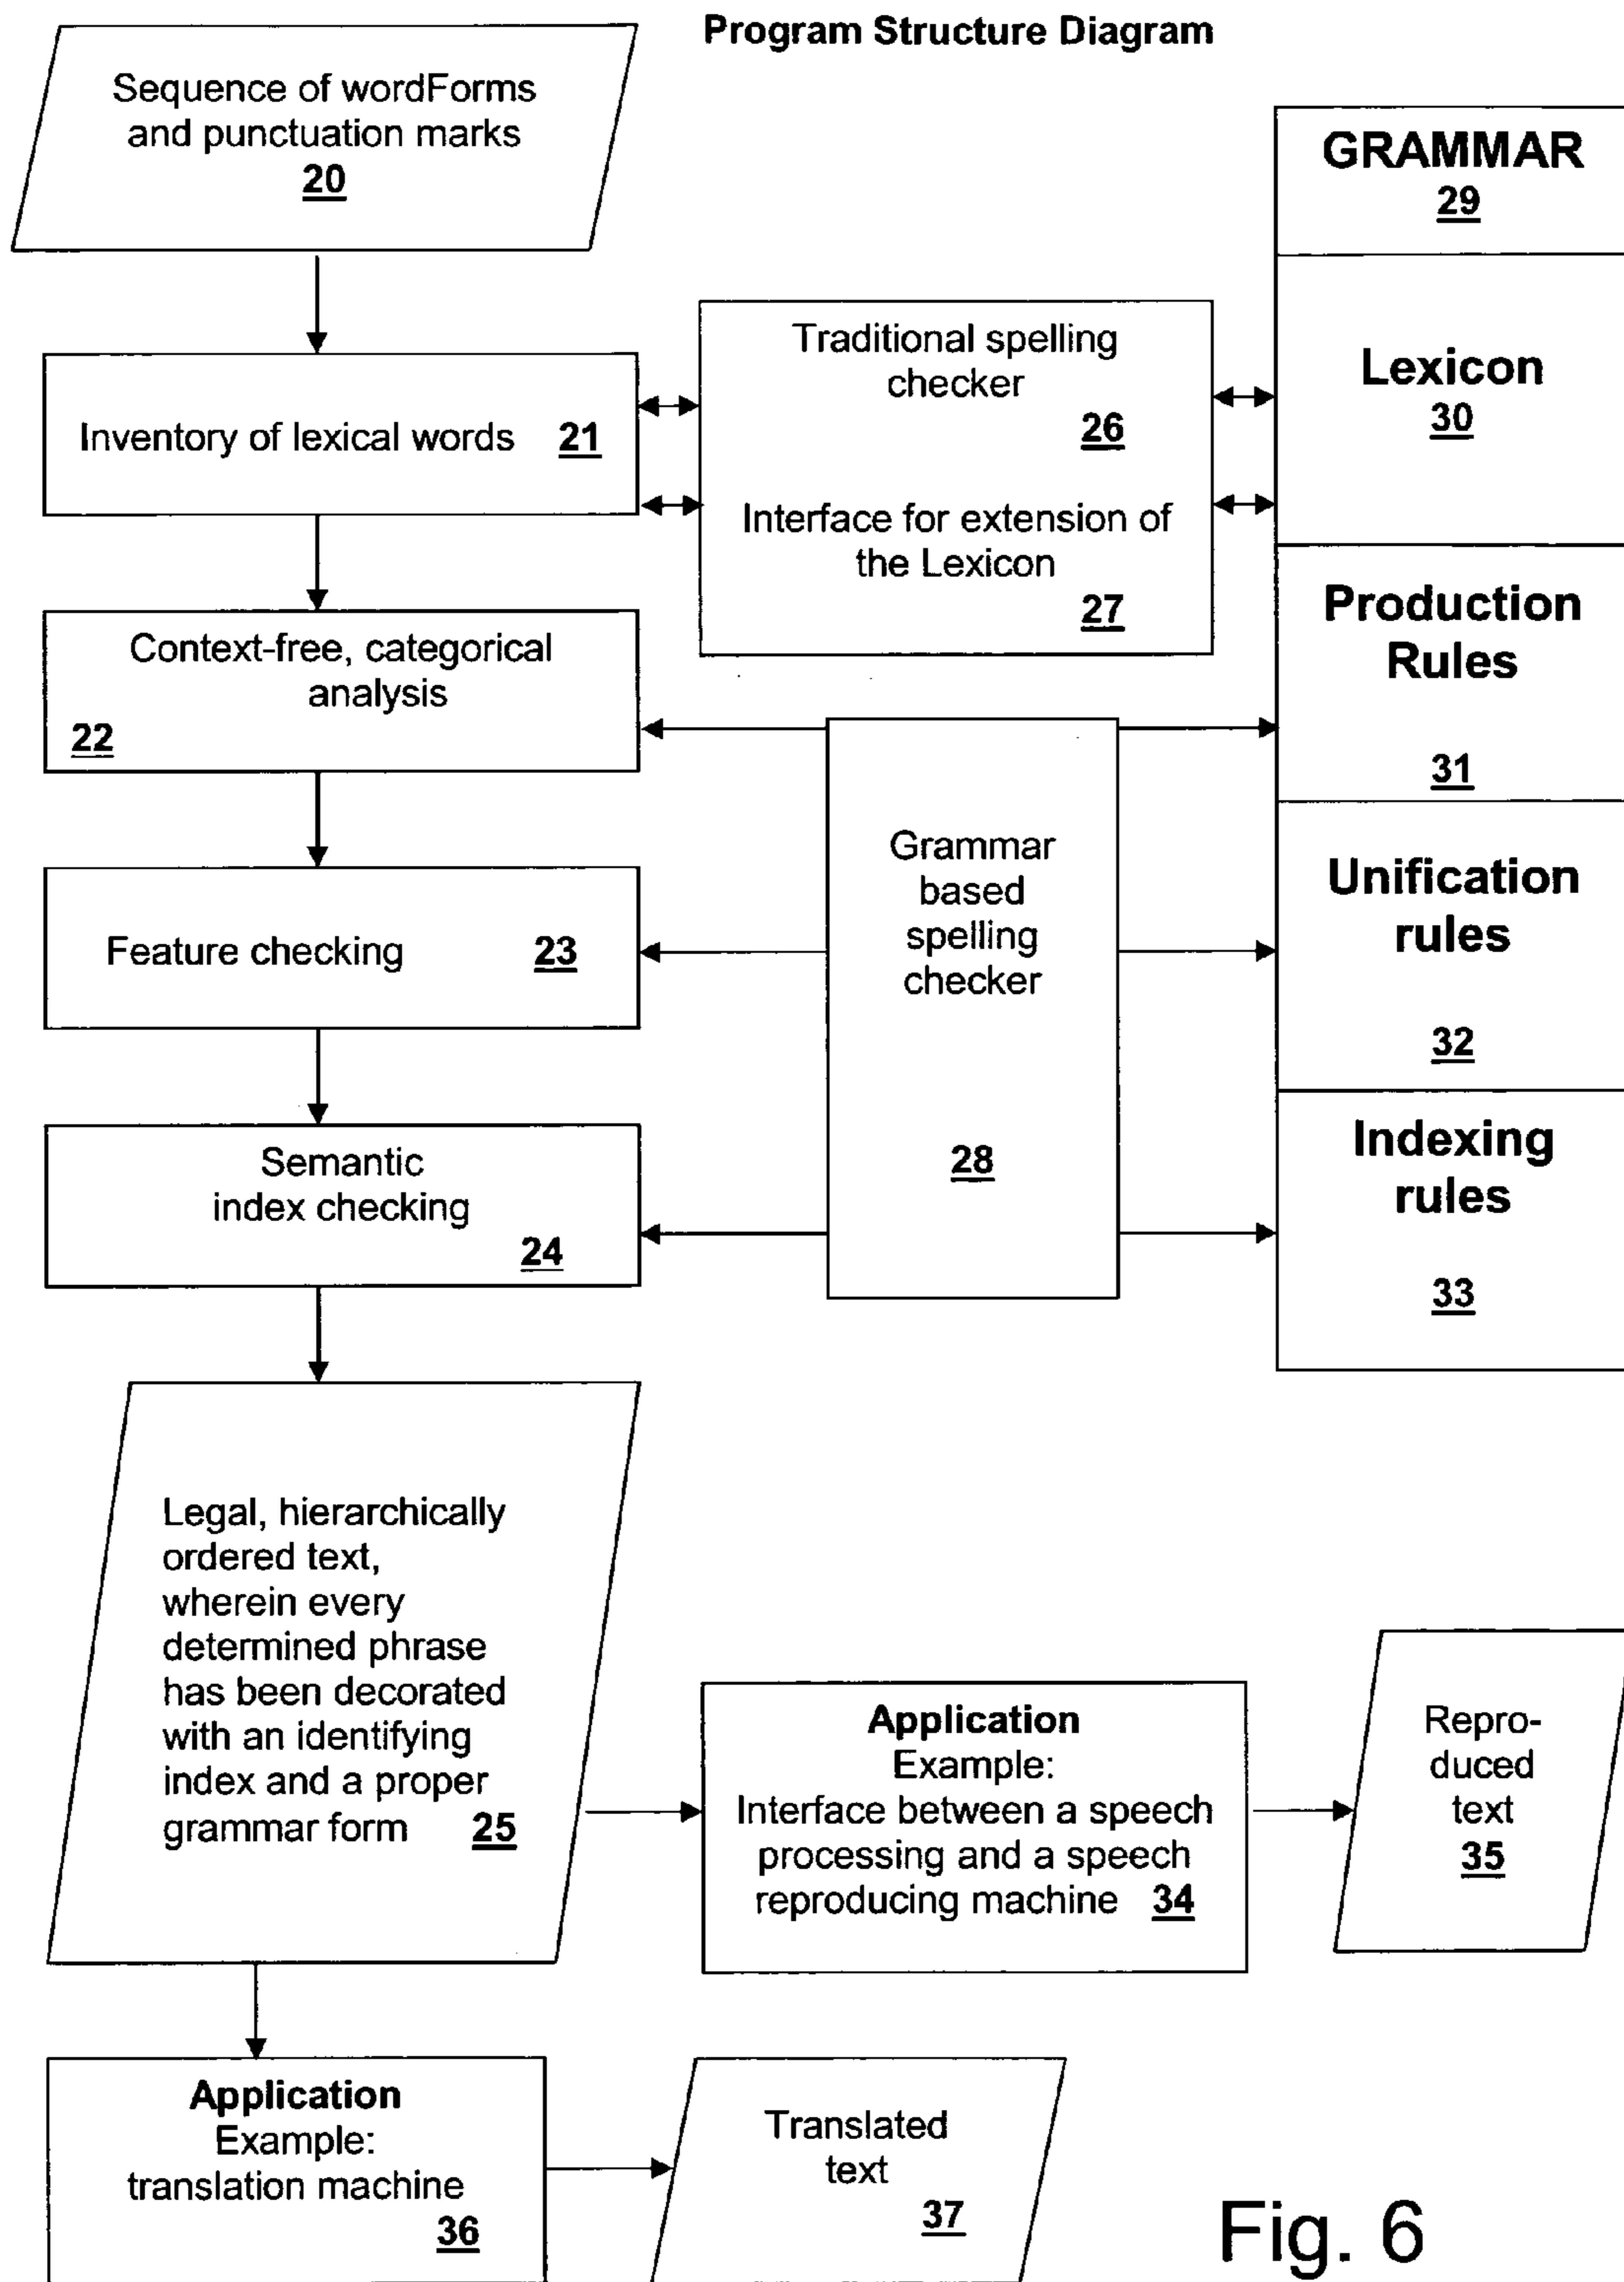 Program Structure Diagram
Sequence of wordForms
and punctuation marks
20
GRAMMAR
29
Lexicon
30
Traditional spelling
checker
26
Interface for extension of
the Lexicon
27
Inventory of lexical words 21
Production
Rules
31
Context-free, categorical
analysis
22
Grammar
based
spelling
checker
28
Unification
rules
32
Feature checking 23
Indexing
rules
33
Semantic
index checking
24
Legal, hierarchically
ordered text,
wherein every
determined phrase
has been decorated
with an identifying
index and a proper
grammar form 25
Application
Example:
Interface between a speech
processing and a speech
reproducing machine 34
Repro-
duced
text
35
Application
Example:
translation machine
36
Translated
text
37
Fig. 6